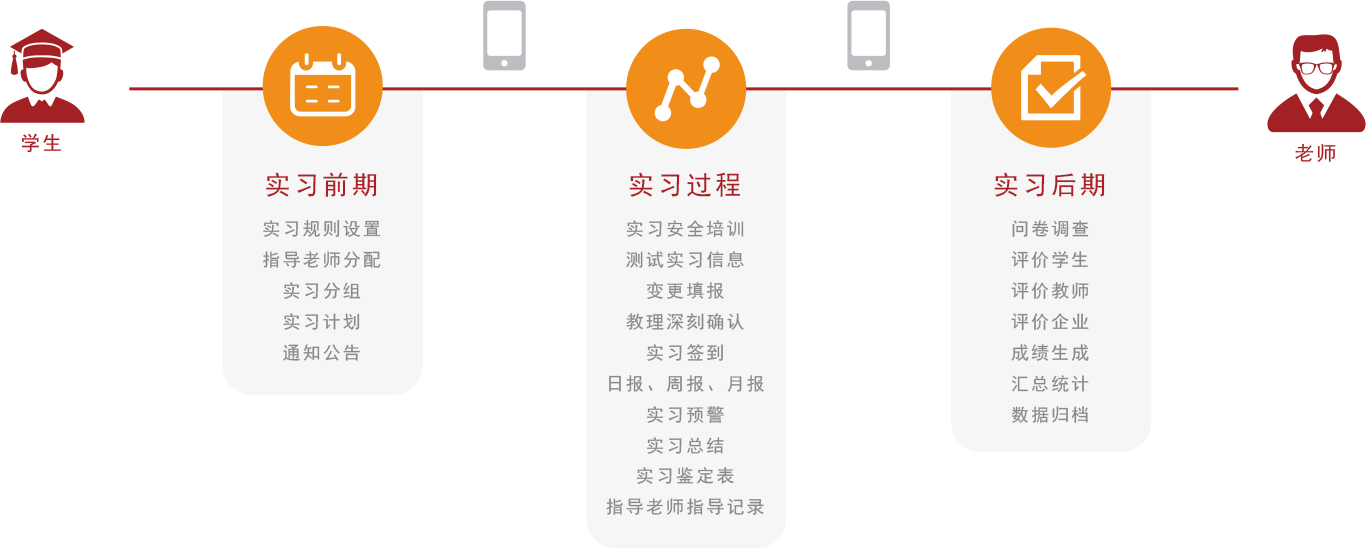 学生
实习前期
实习规则设置
指导老师分配
实习分组
实习计划
通知公告
实习过程
实习安全培训
测试实习信息
变更填报
教理深刻确认
实习签到
日报、周报、月报
实习预警
实习总结
实习鉴定表
指导老师指导记录
实习后期
问卷调查
评价学生
评价教师
评价企业
成绩生成
汇总统计
数据归档
老师